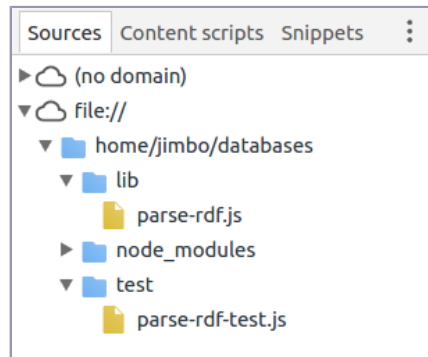 Sources Content scripts Snippets
(no domain)
file://
home/jimbo/databases
lib
parse-rdf.js
node_modules
test
parse-rdf-test.js